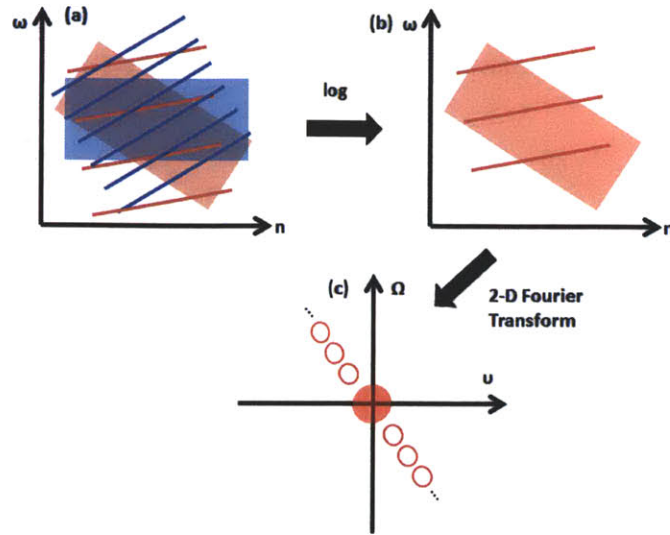 ω (a)
n
log
(b) ω
n
2-D Fourier
Transform
(c) Ω
υ